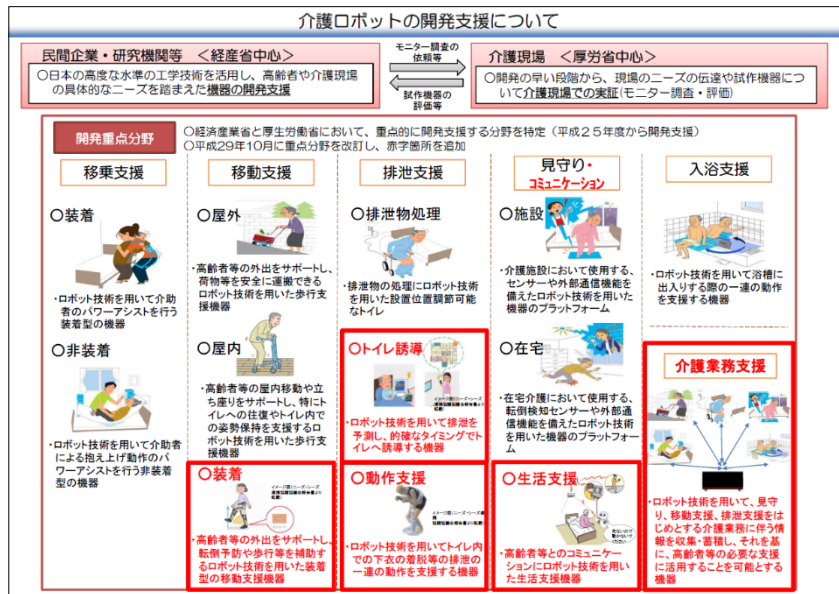 介護ロボットの開発支援について
民間企業・研究機関等 <経産省中心>
○日本の高度な水準の工学技術を活用し、高齢者や介護現場
の具体的なニーズを踏まえた機器の開発支援
モニター調査の
依頼等
試作機器の
評価等
介護現場 <厚労省中心>
○開発の早い段階から、現場のニーズの伝達や試作機器につ
いて介護現場での実証(モニター調査・評価)
開発重点分野
○経済産業省と厚生労働省において、重点的に開発支援する分野を特定(平成25年度から開発支援)
○平成29年10月に重点分野を改訂し、赤字箇所を追加
移乗支援
○装着
・ロボット技術を用いて介助
者のパワーアシストを行う
装着型の機器
○非装着
・ロボット技術を用いて介助者
による抱え上げ動作のパ
ワーアシストを行う非装着
型の機器
移動支援
○屋外
・高齢者等の外出をサポートし、
荷物等を安全に運搬できる
ロボット技術を用いた歩行支
援機器
○屋内
・高齢者等の屋内移動や立
ち座りをサポートし、特にト
イレへの往復やトイレ内で
の姿勢保持を支援するロ
ボット技術を用いた歩行支
援機器
○装着
・高齢者等の外出をサポートし、
転倒予防や歩行等を補助す
るロボット技術を用いた装着
型の移動支援機器
排泄支援
○排泄物処理
・排泄物の処理にロボット技術
を用いた設置位置調節可能な
トイレ
○トイレ誘導
・ロボット技術を用いて排泄を
予測し、的確なタイミングでト
イレへ誘導する機器
○動作支援
・ロボット技術を用いてトイレ内
での下衣の着脱等の排泄の
一連の動作を支援する機器
見守り・
コミュニケーション
○施設
・介護施設において使用する、
センサーや外部通信機能を
備えたロボット技術を用いた
機器のプラットフォーム
○在宅
・在宅介護において使用する、
転倒検知センサーや外部通
信機能を備えたロボット技術
を用いた機器のプラットフォー
ム
○生活支援
・高齢者等とのコミュニケー
ションにロボット技術を用い
た生活支援機器
入浴支援
・ロボット技術を用いて浴槽に
出入りする際の一連の動作
を支援する機器
介護業務支援
・ロボット技術を用いて、見守
り、移動支援、排泄支援をは
じめとする介護業務に伴う情
報を収集・蓄積し、それを基
に、高齢者等の必要な支援
に活用することを可能とする
機器